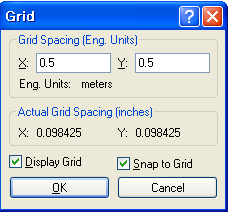 Grid
Grid Spacing (Eng. Units)
X: 0.5 Y: 0.5
Eng. Units: meters
Actual Grid Spacing (inches)
X: 0.098425 Y: 0.098425
Display Grid Snap to Grid
OK Cancel